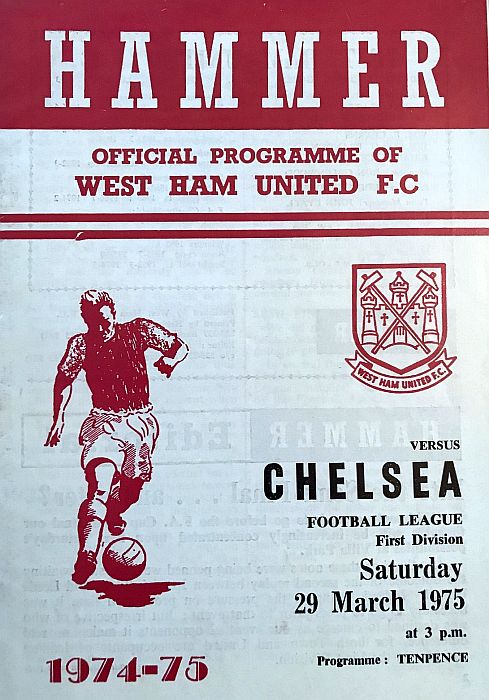 HAMMER
OFFICIAL PROGRAMME OF
WEST HAM UNITED F.C
WEST HAM UNITED F.C.
VERSUS
CHELSEA
FOOTBALL LEAGUE
First Division
Saturday
29 March 1975
at 3 p.m.
Programme : TENPENCE
1974-75